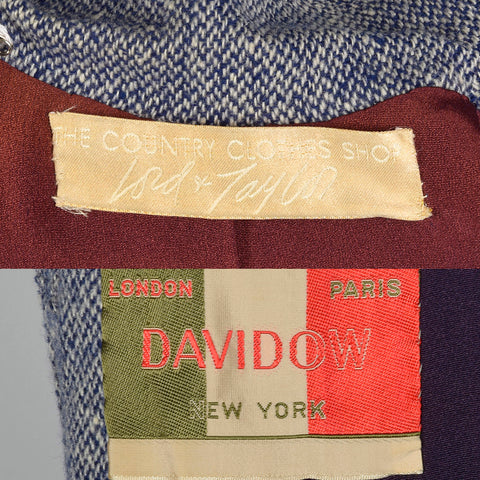 THE COUNTRY CLOTHES SHOP
Lord & Taylor
LONDON PARIS
DAVIDOW
NEW YORK